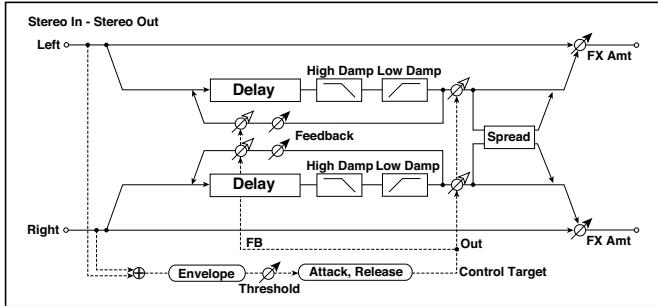 Stereo In - Stereo Out
Left
FX Amt
High Damp Low Damp
Delay
Feedback
Spread
High Damp Low Damp
Delay
Right
FB
Out
FX Amt
Envelope
Threshold
Attack, Release
Control Target